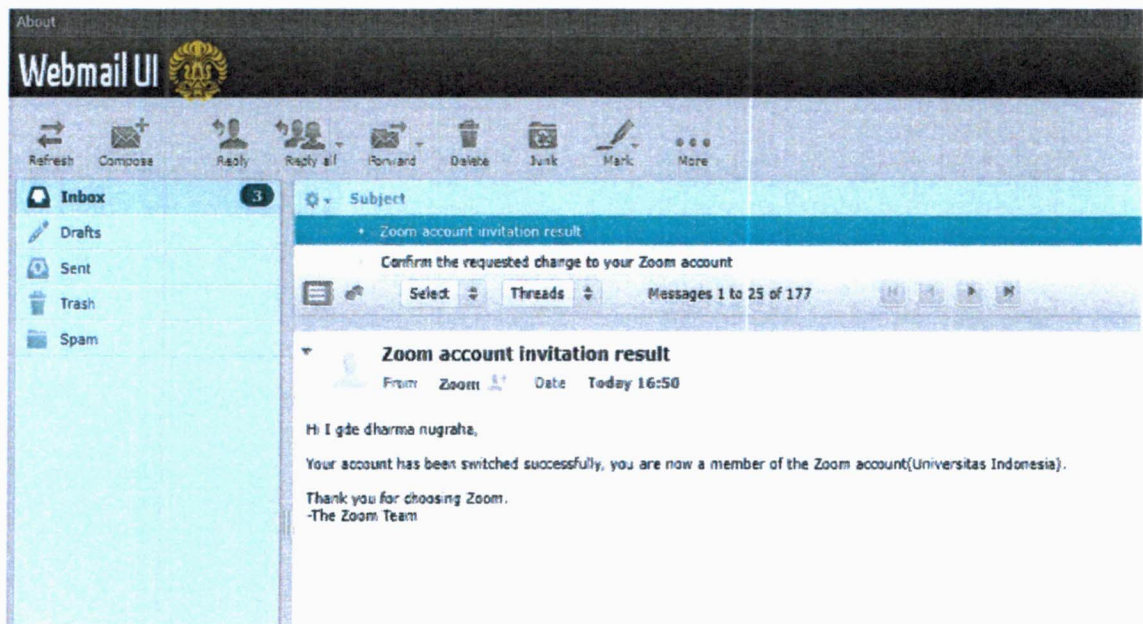 About
Webmail UI
Refresh Compose Reply Reply all Forward Delete Junk Mark More
Inbox 3
Drafts
Sent
Trash
Spam
Subject
Zoom account invitation result
Confirm the requested change to your Zoom account
Select Threads Messages 1 to 25 of 177
Zoom account invitation result
From Zoom Date Today 16:50
Hi I gde dharma nugraha,
Your account has been switched successfully, you are now a member of the Zoom account(Universitas Indonesia).
Thank you for choosing Zoom.
-The Zoom Team